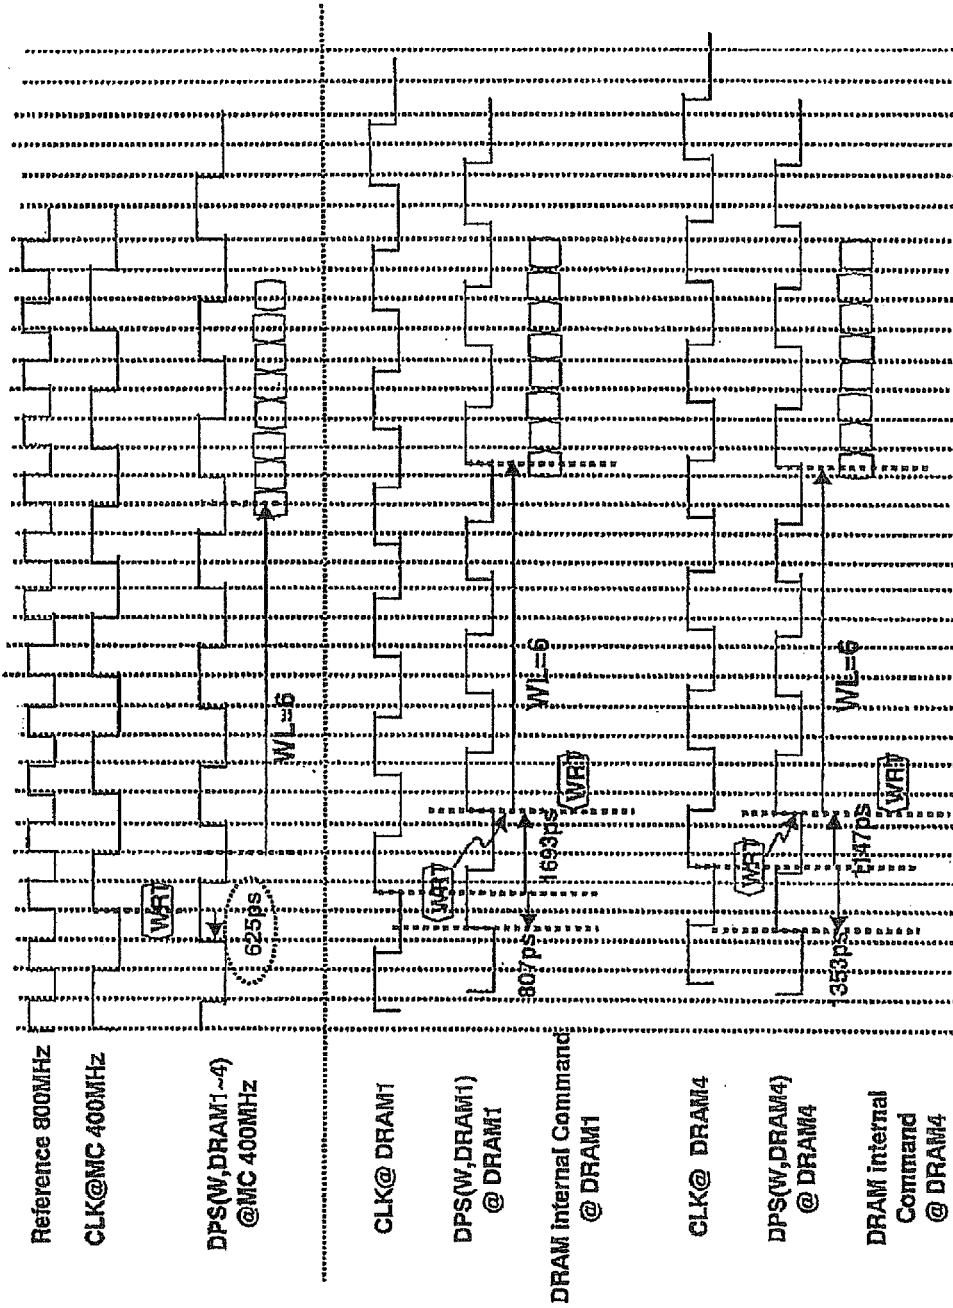 Reference 800MHz
CLK@MC 400MHz
WRT
DPS(W,DRAM1~4)
@MC 400MHz
625ps
WL=6
CLK@ DRAM1
WRT
DPS(W,DRAM1)
@ DRAM1
807ps
1693ps
WL=6
WRT
DRAM internal Command
@ DRAM1
CLK@ DRAM4
WRT
DPS(W,DRAM4)
@ DRAM4
1353ps
1147ps
WL=6
WRT
DRAM internal
Command
@ DRAM4